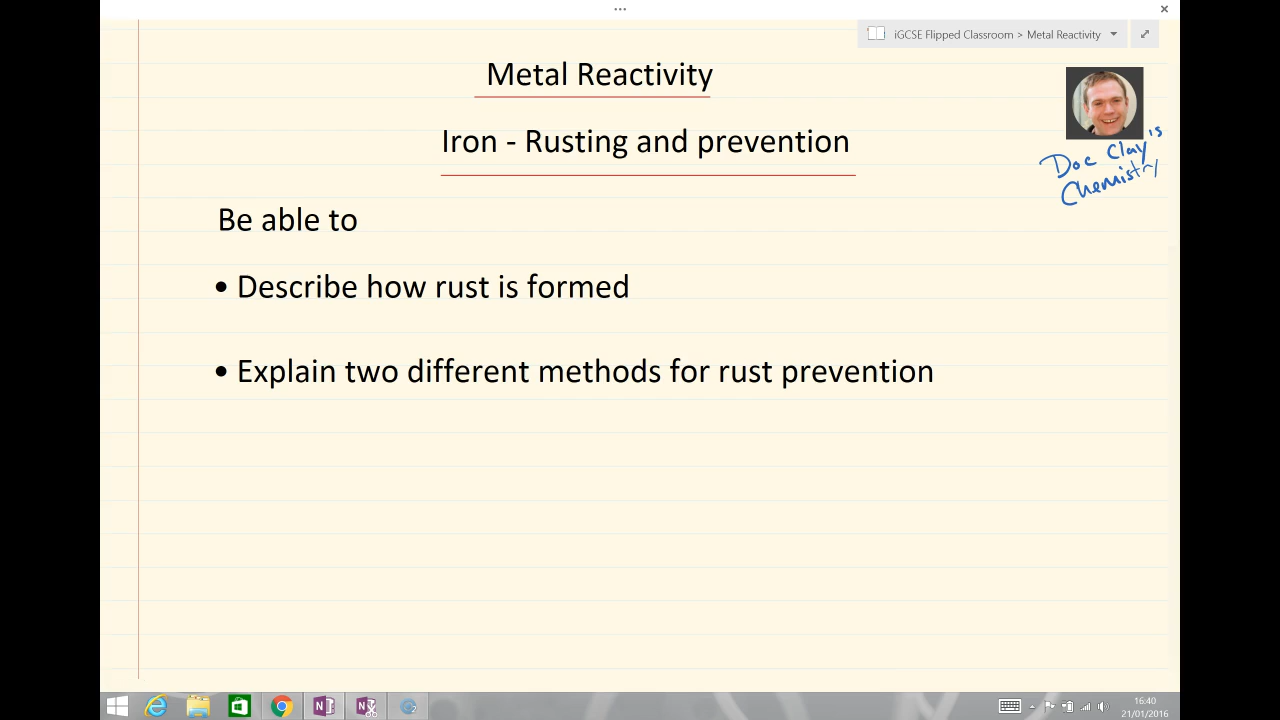 iGCSE Flipped Classroom > Metal Reactivity
Metal Reactivity
Iron - Rusting and prevention
Doc Clay's
Chemistry
Be able to
• Describe how rust is formed
• Explain two different methods for rust prevention
16:40
21/01/2016